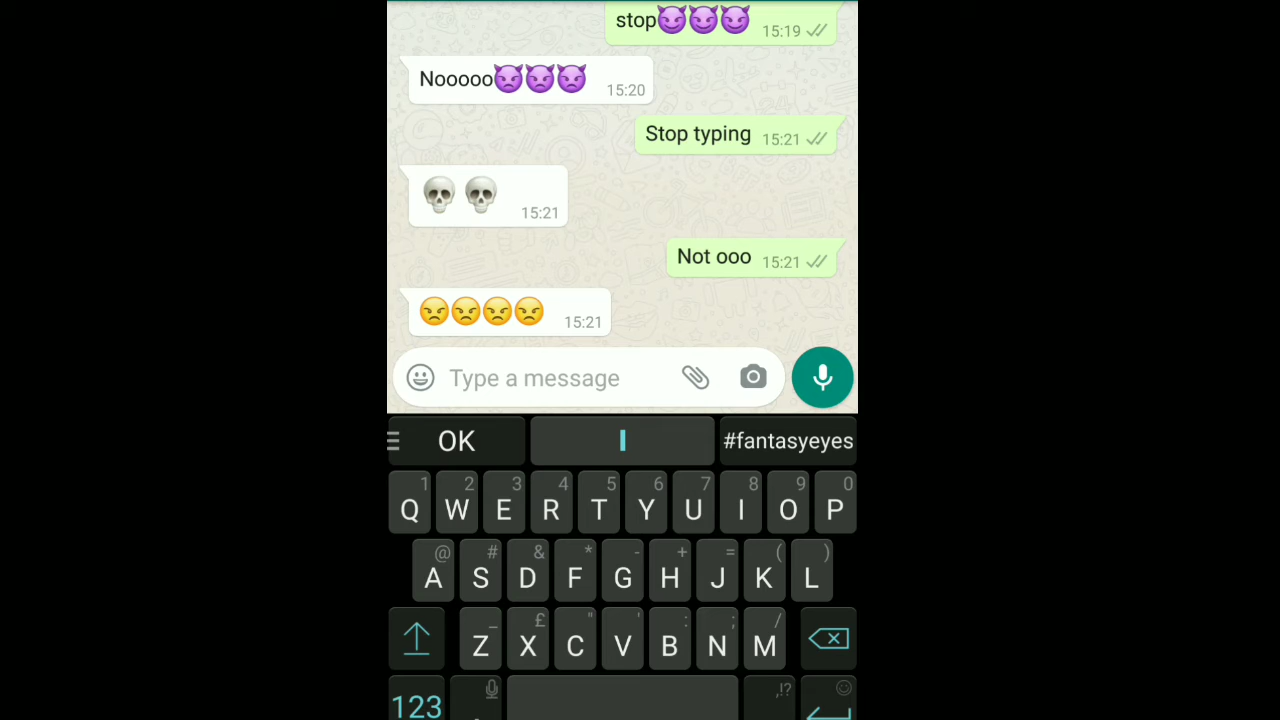 stop😈😈😈 15:19
Nooooo👿👿👿 15:20
Stop typing 15:21
💀💀 15:21
Not ooo 15:21
😠😠😠😠 15:21
Type a message
OK I #fantasyeyes
1 2 3 4 5 6 7 8 9 0
Q W E R T Y U I O P
@ # & * - + = ( )
A S D F G H J K L
_ £ " ' : ; /
Z X C V B N M
123 ,!?